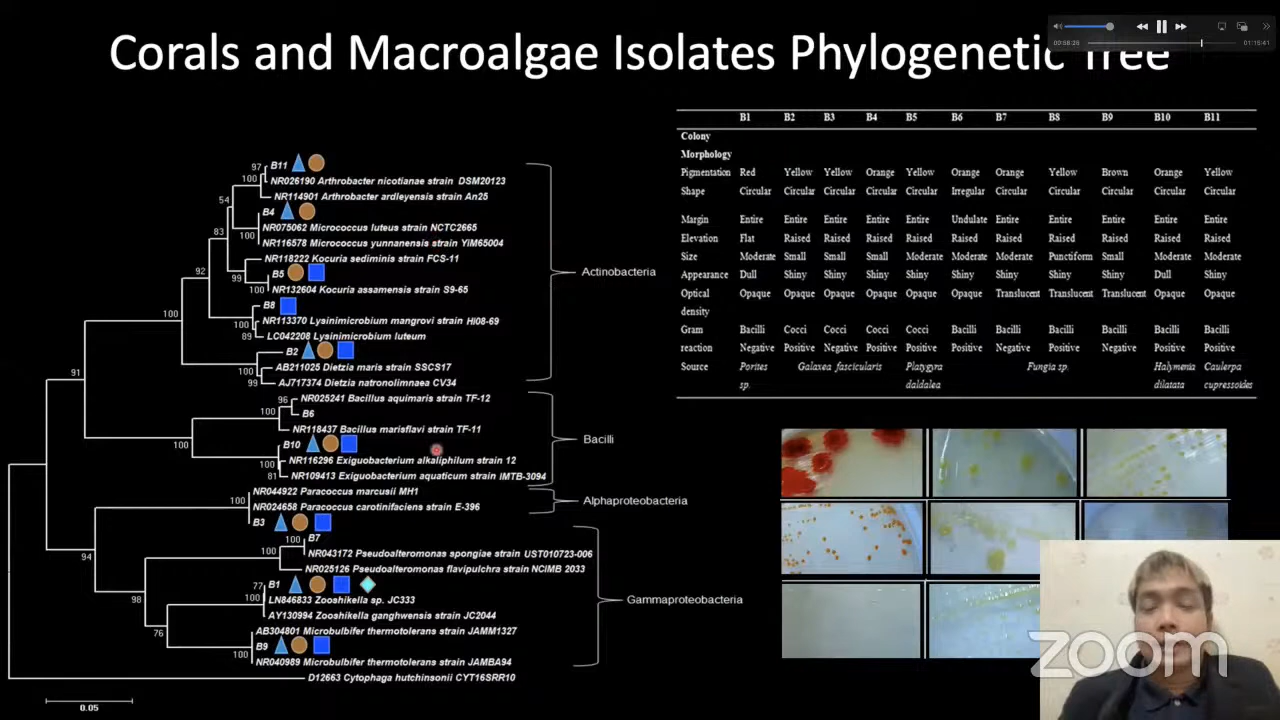 Corals and Macroalgae Isolates Phylogenetic Tree
00:58:26
01:15:41
97
B11
100
NR026190 Arthrobacter nicotianae strain DSM20123
NR114901 Arthrobacter ardleyensis strain An25
54
B4
NR075062 Micrococcus luteus strain NCTC2665
83
100
NR116578 Micrococcus yunnanensis strain YIM65004
NR118222 Kocuria sediminis strain FCS-11
92
99
B5
100
NR132604 Kocuria assamensis strain S9-65
Actinobacteria
B8
100
100
NR113370 Lysinimicrobium mangrovi strain HI08-69
89
LC042208 Lysinimicrobium luteum
B2
100
AB211025 Dietzia maris strain SSCS17
91
99
AJ717374 Dietzia natronolimnaea CV34
96
NR025241 Bacillus aquimaris strain TF-12
100
B6
NR118437 Bacillus marisflavi strain TF-11
100
B10
Bacilli
100
NR116296 Exiguobacterium alkaliphilum strain 12
81
NR109413 Exiguobacterium aquaticum strain IMTB-3094
NR044922 Paracoccus marcusii MH1
100
NR024658 Paracoccus carotinifaciens strain E-396
Alphaproteobacteria
B3
94
100
B7
100
NR043172 Pseudoalteromonas spongiae strain UST010723-006
NR025126 Pseudoalteromonas flavipulchra strain NCIMB 2033
98
77
B1
100
LN846833 Zooshikella sp. JC333
Gammaproteobacteria
AY130994 Zooshikella ganghwensis strain JC2044
76
AB304801 Microbulbifer thermotolerans strain JAMM1327
B9
100
NR040989 Microbulbifer thermotolerans strain JAMBA94
D12663 Cytophaga hutchinsonii CYT16SRR10
0.05
B1 B2 B3 B4 B5 B6 B7 B8 B9 B10 B11
Colony
Morphology
Pigmentation Red Yellow Yellow Orange Yellow Orange Orange Yellow Brown Orange Yellow
Shape Circular Circular Circular Circular Circular Irregular Circular Circular Circular Circular Circular
Margin Entire Entire Entire Entire Entire Undulate Entire Entire Entire Entire Entire
Elevation Flat Raised Raised Raised Raised Raised Raised Raised Raised Raised Raised
Size Moderate Small Small Small Moderate Moderate Moderate Punctiform Small Moderate Moderate
Appearance Dull Shiny Shiny Shiny Shiny Shiny Shiny Shiny Shiny Dull Shiny
Optical Opaque Opaque Opaque Opaque Opaque Opaque Translucent Translucent Translucent Opaque Opaque
density
Gram Bacilli Cocci Cocci Cocci Cocci Bacilli Bacilli Bacilli Bacilli Bacilli Bacilli
reaction Negative Positive Negative Positive Positive Positive Negative Positive Negative Positive Positive
Source Porites Galaxea fascicularis Platygyra Fungia sp. Halymenia Caulerpa
sp. daldalea dilatata cupressoides
zoom